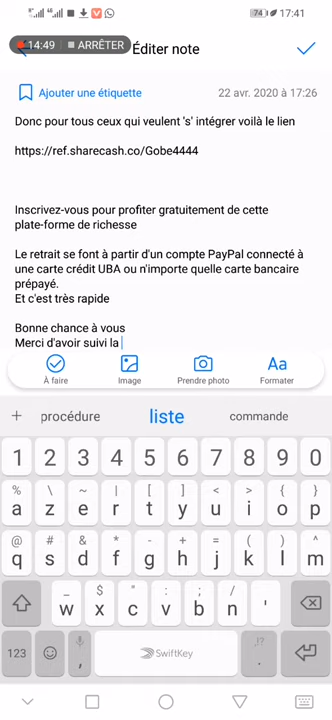 74
17:41
14:49 ARRÊTER
Éditer note
Ajouter une étiquette
22 avr. 2020 à 17:26
Donc pour tous ceux qui veulent 's' intégrer voilà le lien
https://ref.sharecash.co/Gobe4444
Inscrivez-vous pour profiter gratuitement de cette
plate-forme de richesse
Le retrait se font à partir d'un compte PayPal connecté à
une carte crédit UBA ou n'importe quelle carte bancaire
prépayé.
Et c'est très rapide
Bonne chance à vous
Merci d'avoir suivi la
À faire
Image
Prendre photo
Aa
Formater
+ procédure liste commande
1 2 3 4 5 6 7 8 9 0
% \ ~ | [ ] < > { }
a z e r t y u i o p
@ # & * - + = ( )
q s d f g h j k l m
_ $ " : ; /
w x c v b n '
123 , SwiftKey ,!? .